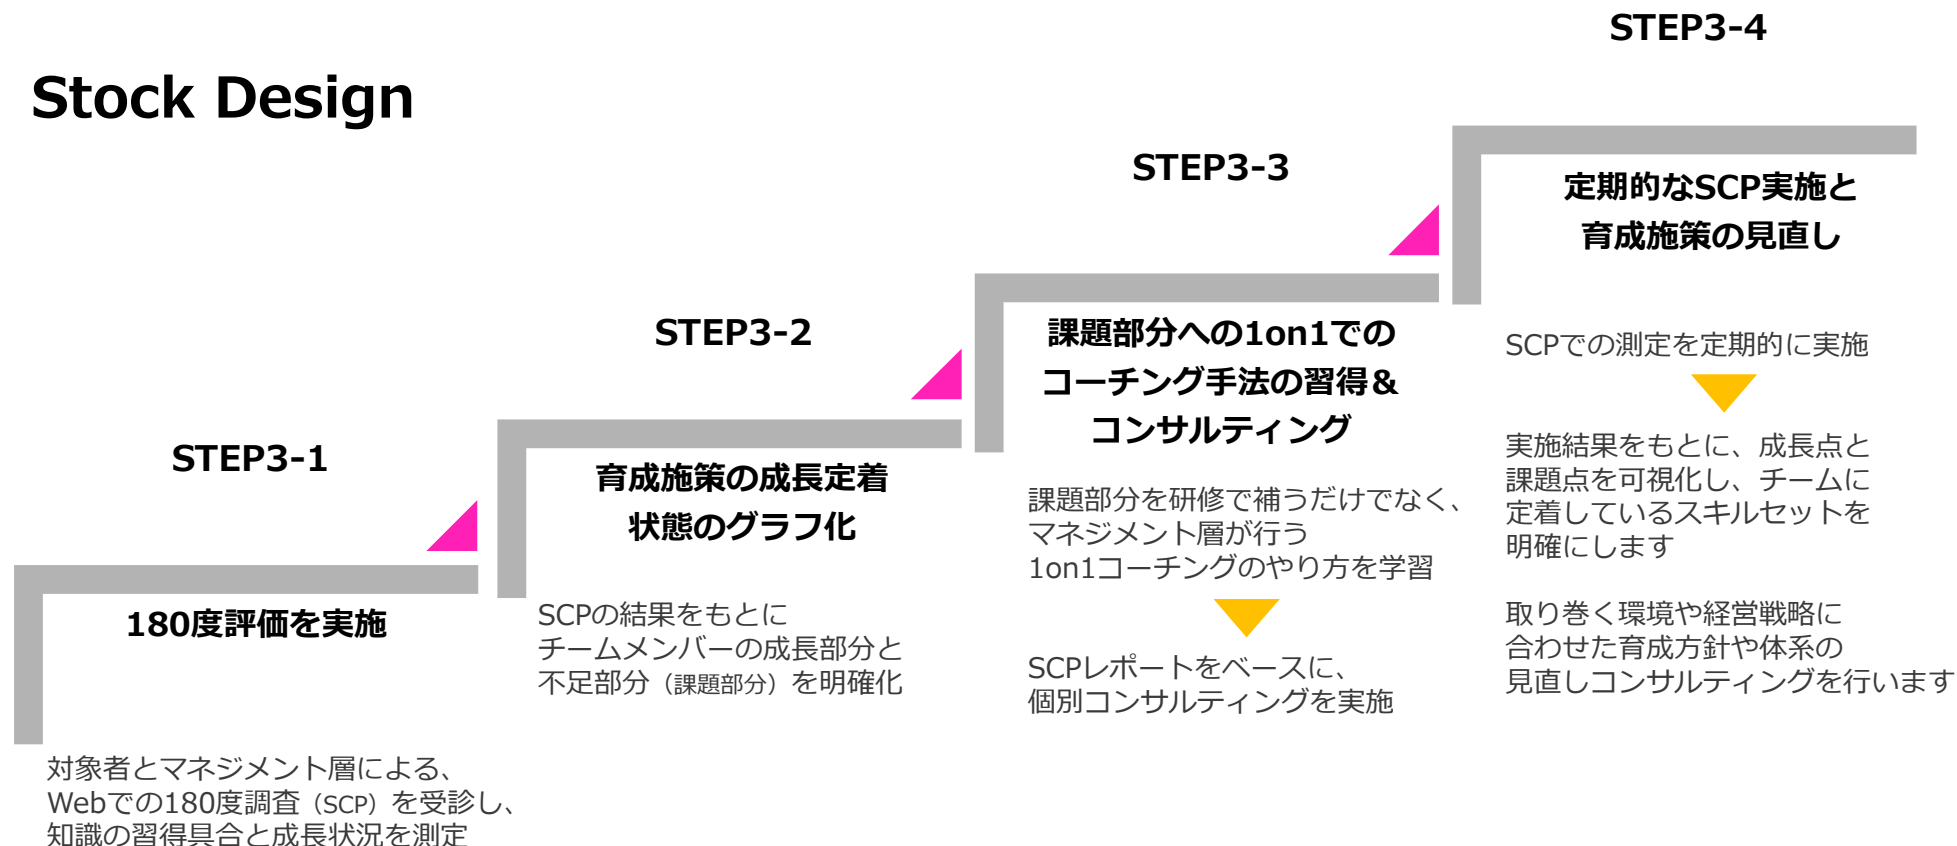 Stock Design
STEP3-1
180度評価を実施
対象者とマネジメント層による、
Webでの180度調査（SCP）を受診し、
知識の習得具合と成長状況を測定
STEP3-2
育成施策の成長定着
状態のグラフ化
SCPの結果をもとに
チームメンバーの成長部分と
不足部分（課題部分）を明確化
STEP3-3
課題部分への1on1での
コーチング手法の習得＆
コンサルティング
課題部分を研修で補うだけでなく、
マネジメント層が行う
1on1コーチングのやり方を学習
SCPレポートをベースに、
個別コンサルティングを実施
STEP3-4
定期的なSCP実施と
育成施策の見直し
SCPでの測定を定期的に実施
実施結果をもとに、成長点と
課題点を可視化し、チームに
定着しているスキルセットを
明確にします
取り巻く環境や経営戦略に
合わせた育成方針や体系の
見直しコンサルティングを行います